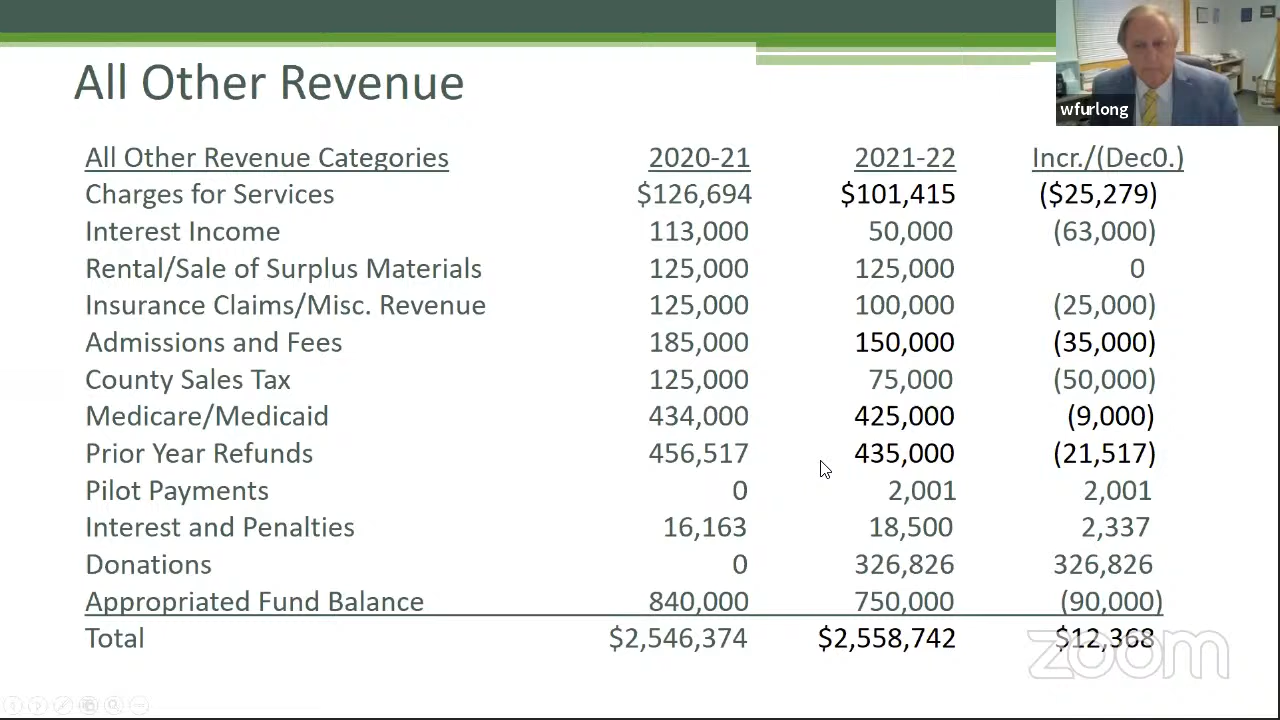 All Other Revenue
wfurlong
All Other Revenue Categories 2020-21 2021-22 Incr./(Dec0.)
Charges for Services $126,694 $101,415 ($25,279)
Interest Income 113,000 50,000 (63,000)
Rental/Sale of Surplus Materials 125,000 125,000 0
Insurance Claims/Misc. Revenue 125,000 100,000 (25,000)
Admissions and Fees 185,000 150,000 (35,000)
County Sales Tax 125,000 75,000 (50,000)
Medicare/Medicaid 434,000 425,000 (9,000)
Prior Year Refunds 456,517 435,000 (21,517)
Pilot Payments 0 2,001 2,001
Interest and Penalties 16,163 18,500 2,337
Donations 0 326,826 326,826
Appropriated Fund Balance 840,000 750,000 (90,000)
Total $2,546,374 $2,558,742 $12,368
zoom